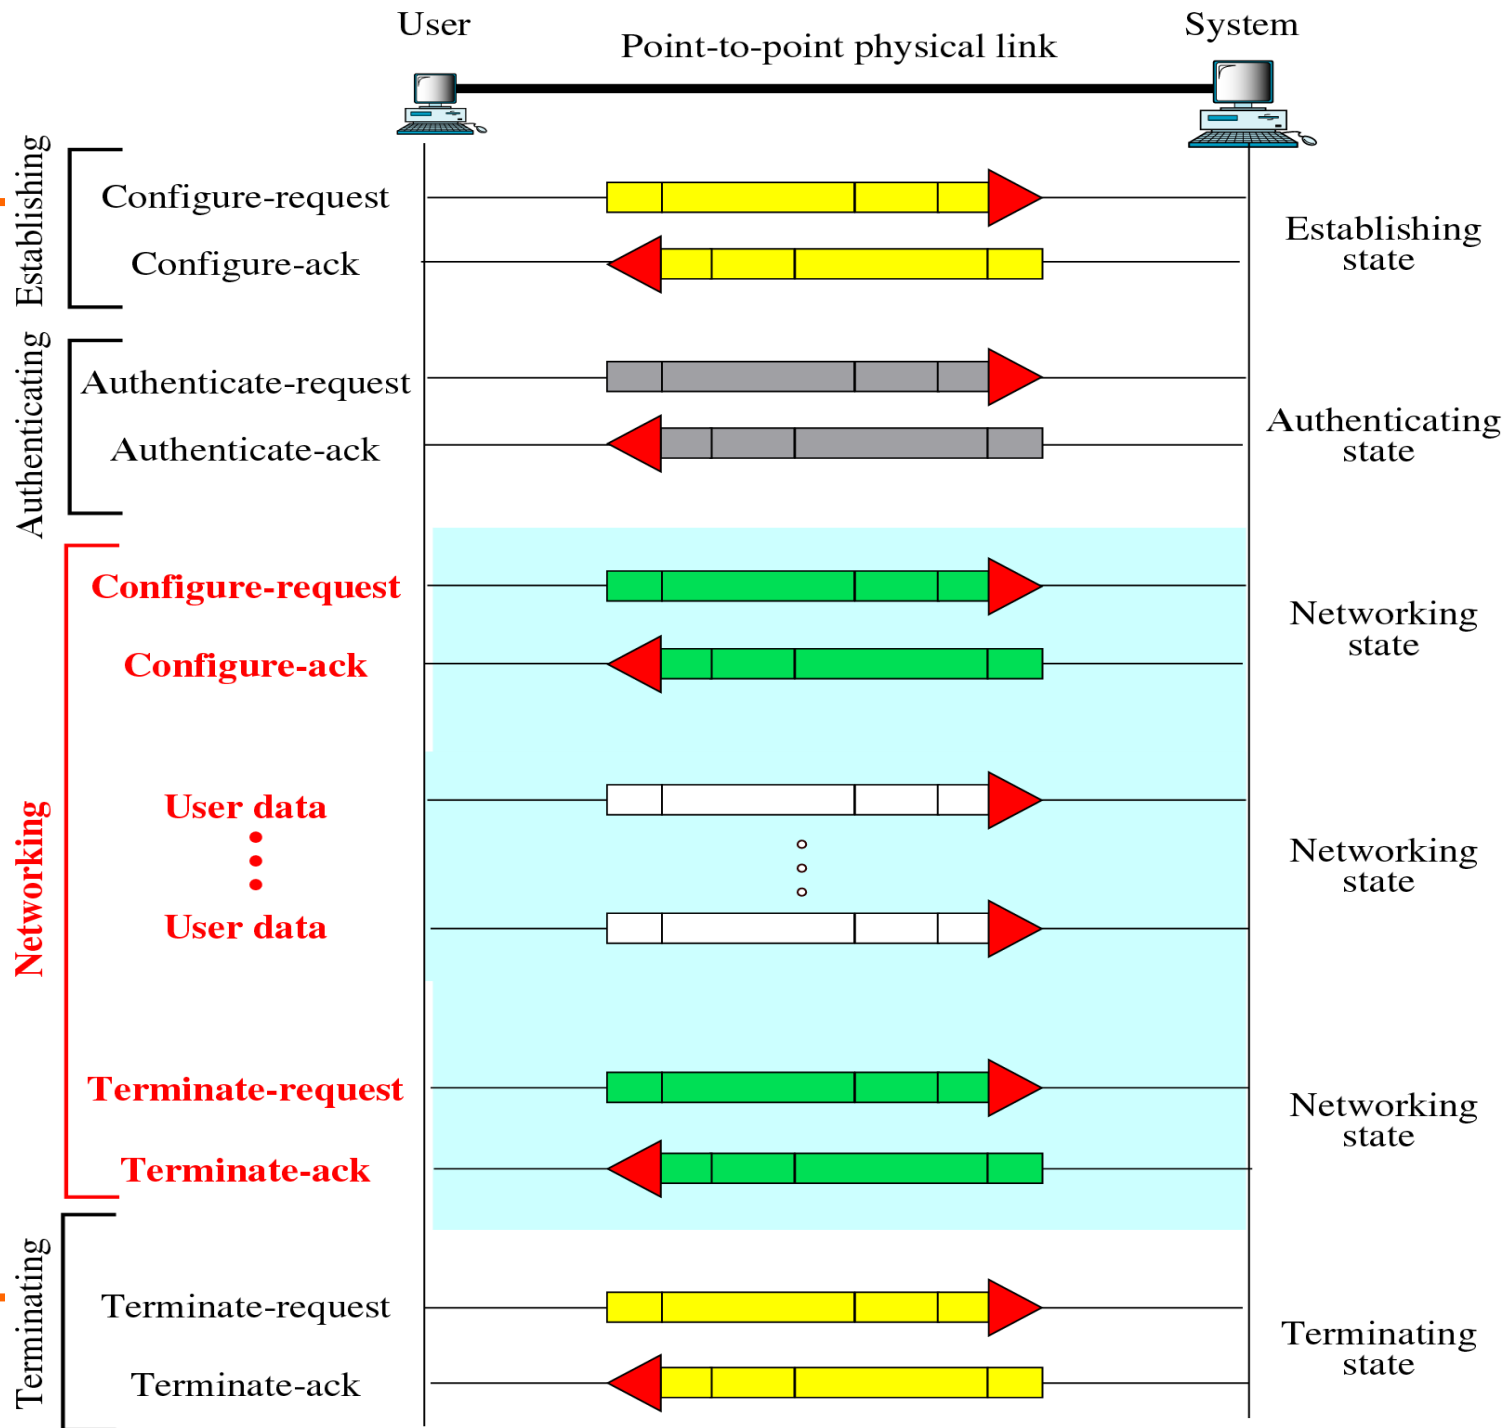 User
System
Point-to-point physical link
Establishing
Configure-request
Configure-ack
Establishing
state
Authenticating
Authenticate-request
Authenticate-ack
Authenticating
state
Networking
Configure-request
Configure-ack
Networking
state
User data
User data
Networking
state
Terminate-request
Terminate-ack
Networking
state
Terminating
Terminate-request
Terminate-ack
Terminating
state